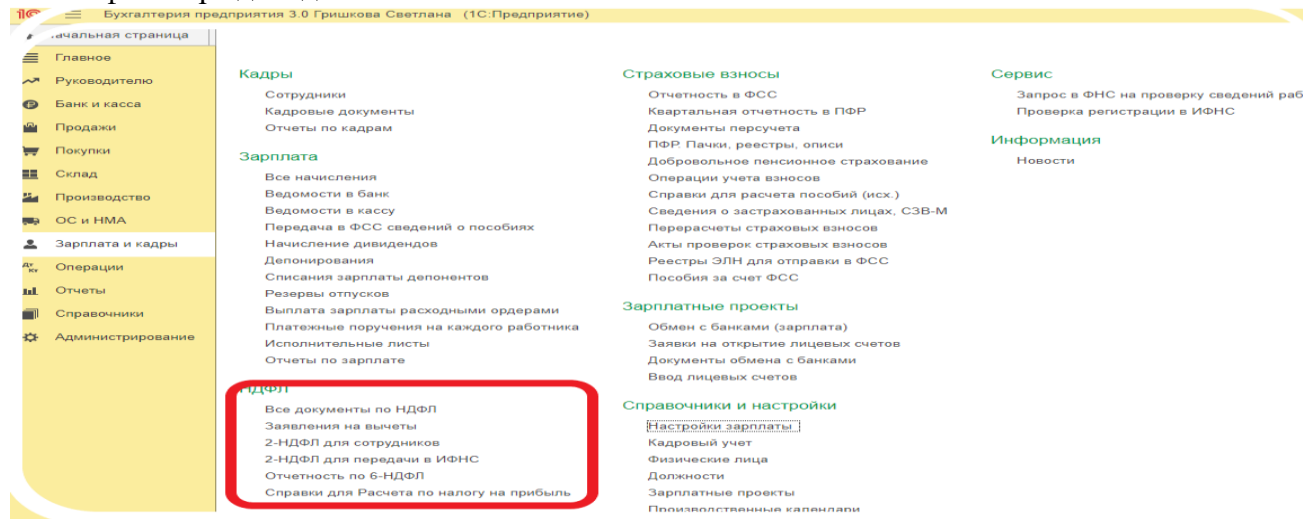 Бухгалтерия предприятия 3.0 Гришкова Светлана (1С:Предприятие)
ачальная страница
Главное
Руководителю
Банк и касса
Продажи
Покупки
Склад
Производство
ОС и НМА
Зарплата и кадры
Операции
Отчеты
Справочники
Администрирование
Кадры
Сотрудники
Кадровые документы
Отчеты по кадрам
Зарплата
Все начисления
Ведомости в банк
Ведомости в кассу
Передача в ФСС сведений о пособиях
Начисление дивидендов
Депонирования
Списания зарплаты депонентов
Резервы отпусков
Выплата зарплаты расходными ордерами
Платежные поручения на каждого работника
Исполнительные листы
Отчеты по зарплате
НДФЛ
Все документы по НДФЛ
Заявления на вычеты
2-НДФЛ для сотрудников
2-НДФЛ для передачи в ИФНС
Отчетность по 6-НДФЛ
Справки для Расчета по налогу на прибыль
Страховые взносы
Отчетность в ФСС
Квартальная отчетность в ПФР
Документы персучета
ПФР. Пачки, реестры, описи
Добровольное пенсионное страхование
Операции учета взносов
Справки для расчета пособий (исх.)
Сведения о застрахованных лицах, СЗВ-М
Перерасчеты страховых взносов
Акты проверок страховых взносов
Реестры ЭЛН для отправки в ФСС
Пособия за счет ФСС
Зарплатные проекты
Обмен с банками (зарплата)
Заявки на открытие лицевых счетов
Документы обмена с банками
Ввод лицевых счетов
Справочники и настройки
Настройки зарплаты
Кадровый учет
Физические лица
Должности
Зарплатные проекты
Производственные календари
Сервис
Запрос в ФНС на проверку сведений раб
Проверка регистрации в ИФНС
Информация
Новости